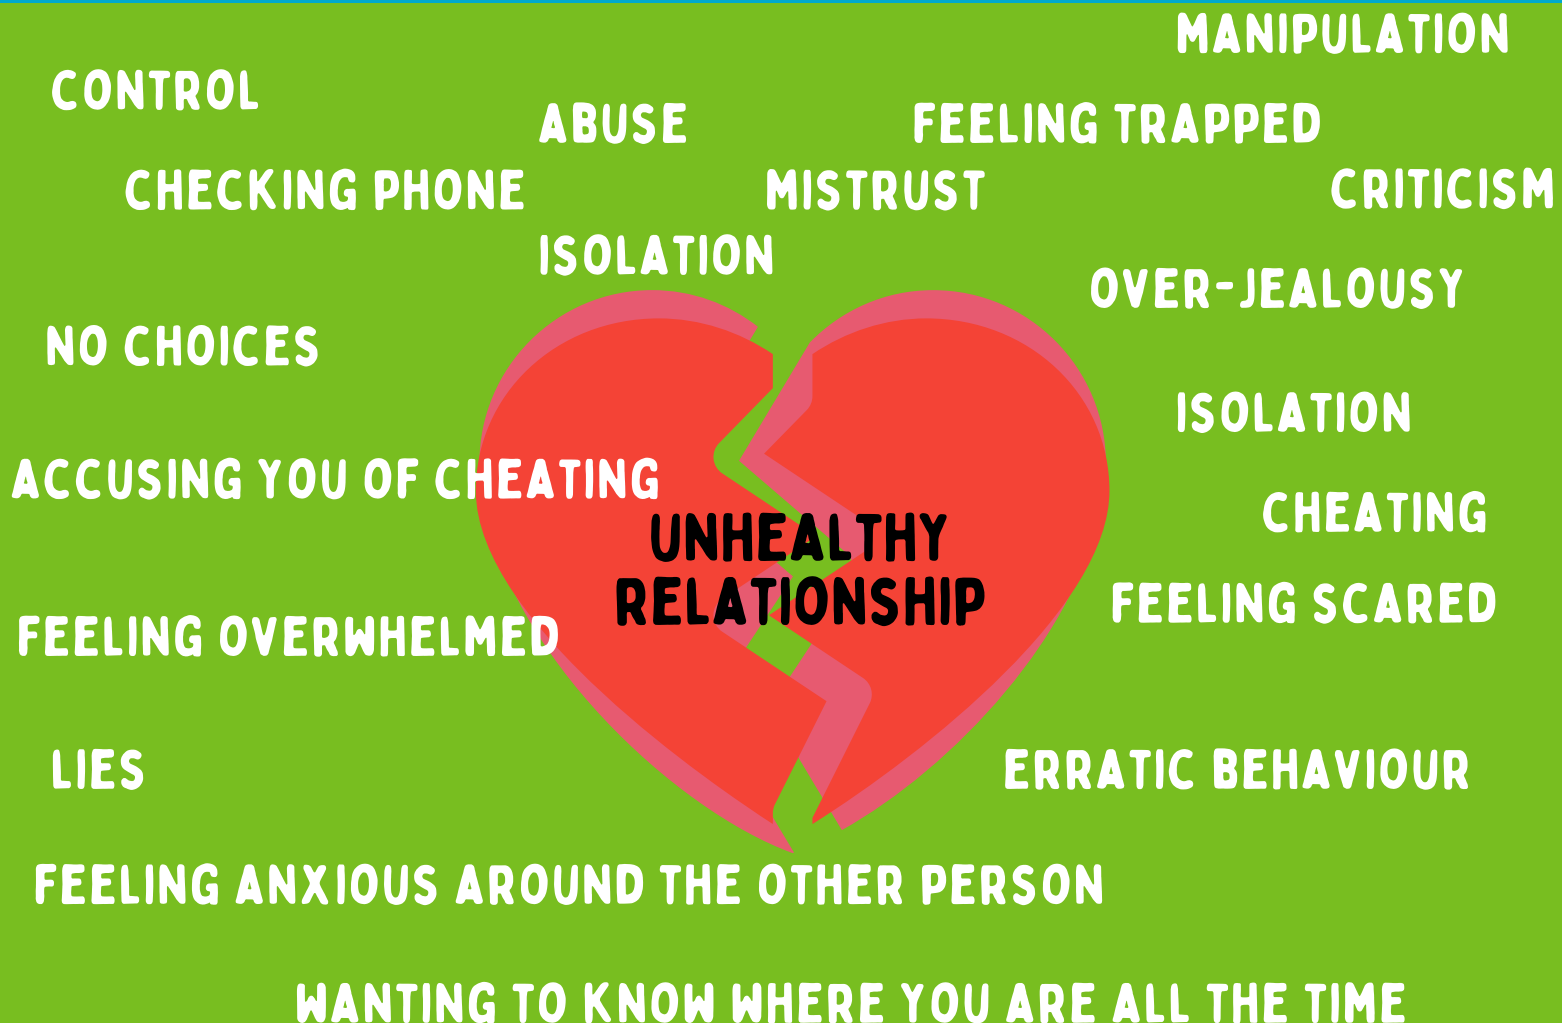 MANIPULATION
CONTROL
ABUSE
FEELING TRAPPED
CHECKING PHONE
MISTRUST
CRITICISM
ISOLATION
OVER-JEALOUSY
NO CHOICES
ISOLATION
ACCUSING YOU OF CHEATING
CHEATING
UNHEALTHY
RELATIONSHIP
FEELING SCARED
FEELING OVERWHELMED
LIES
ERRATIC BEHAVIOUR
FEELING ANXIOUS AROUND THE OTHER PERSON
WANTING TO KNOW WHERE YOU ARE ALL THE TIME